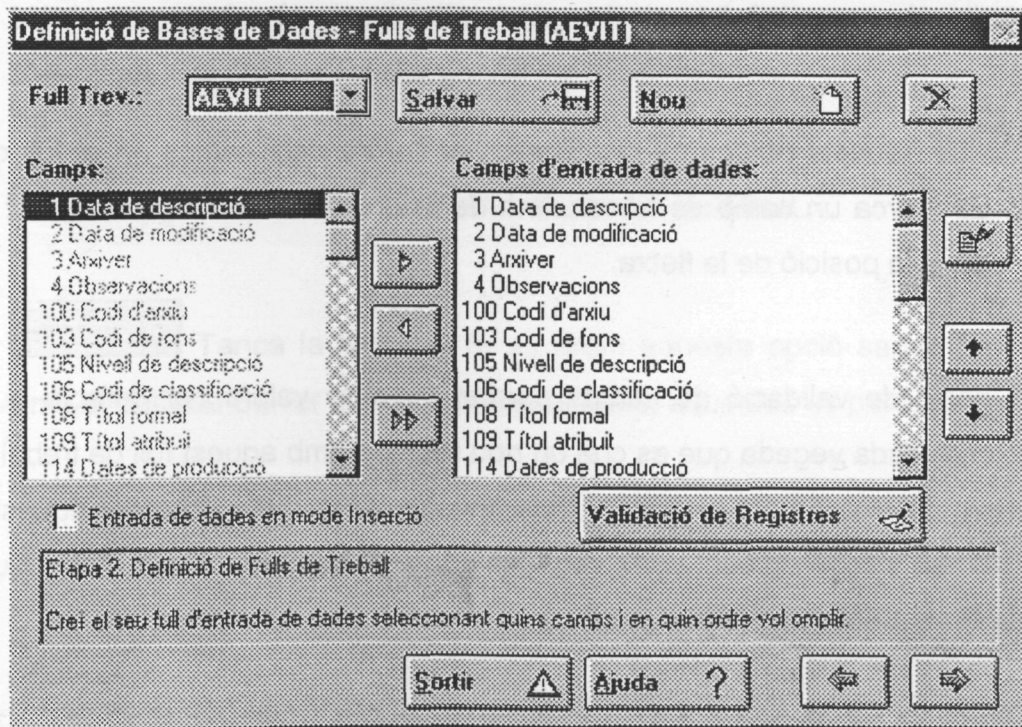 Definició de Bases de Dades - Fulls de Treball (AEVIT)
Full Trev.: AEVIT Salvar Nou
Camps:
1 Data de descripció
2 Data de modificació
3 Arxiver
4 Observacions
100 Codi d'arxiu
103 Codi de fons
105 Nivell de descripció
106 Codi de classificació
108 Títol formal
109 Títol atribuit
114 Dates de producció
Camps d'entrada de dades:
1 Data de descripció
2 Data de modificació
3 Arxiver
4 Observacions
100 Codi d'arxiu
103 Codi de fons
105 Nivell de descripció
106 Codi de classificació
108 Títol formal
109 Títol atribuit
114 Dates de producció
Entrada de dades en mode Inserció
Validació de Registres
Etapa 2: Definició de Fulls de Treball
Creï el seu full d'entrada de dades seleccionant quins camps i en quin ordre vol omplir.
Sortir Ajuda ?